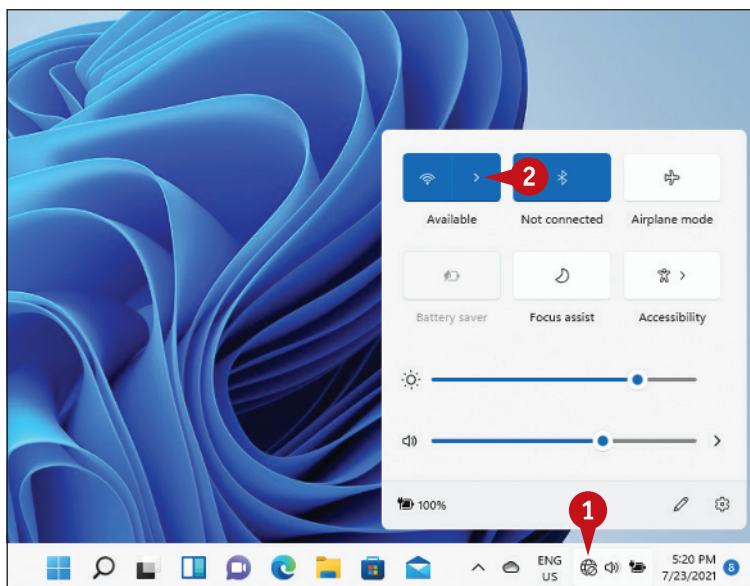 2
Available
Not connected
Airplane mode
Battery saver
Focus assist
Accessibility
100%
1
ENG
US
5:20 PM
7/23/2021
8